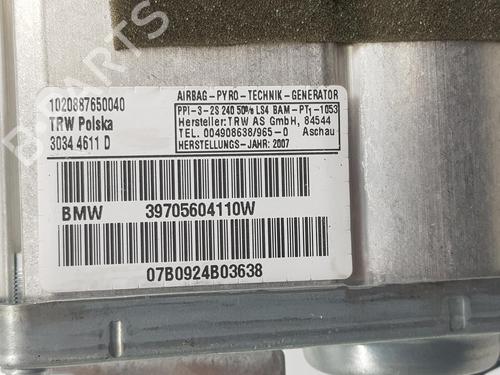 1020887650040
TRW Polska
3034 4611 D
AIRBAG-PYRO-TECHNIK-GENERATOR
PPI-3-2S 240 50% LS4 BAM-PT1-1053
Hersteller:TRW AS GmbH, 84544
TEL. 004908638/965-0 Aschau
HERSTELLUNGS-JAHR: 2007
BMW 39705604110W
07B0924B03638